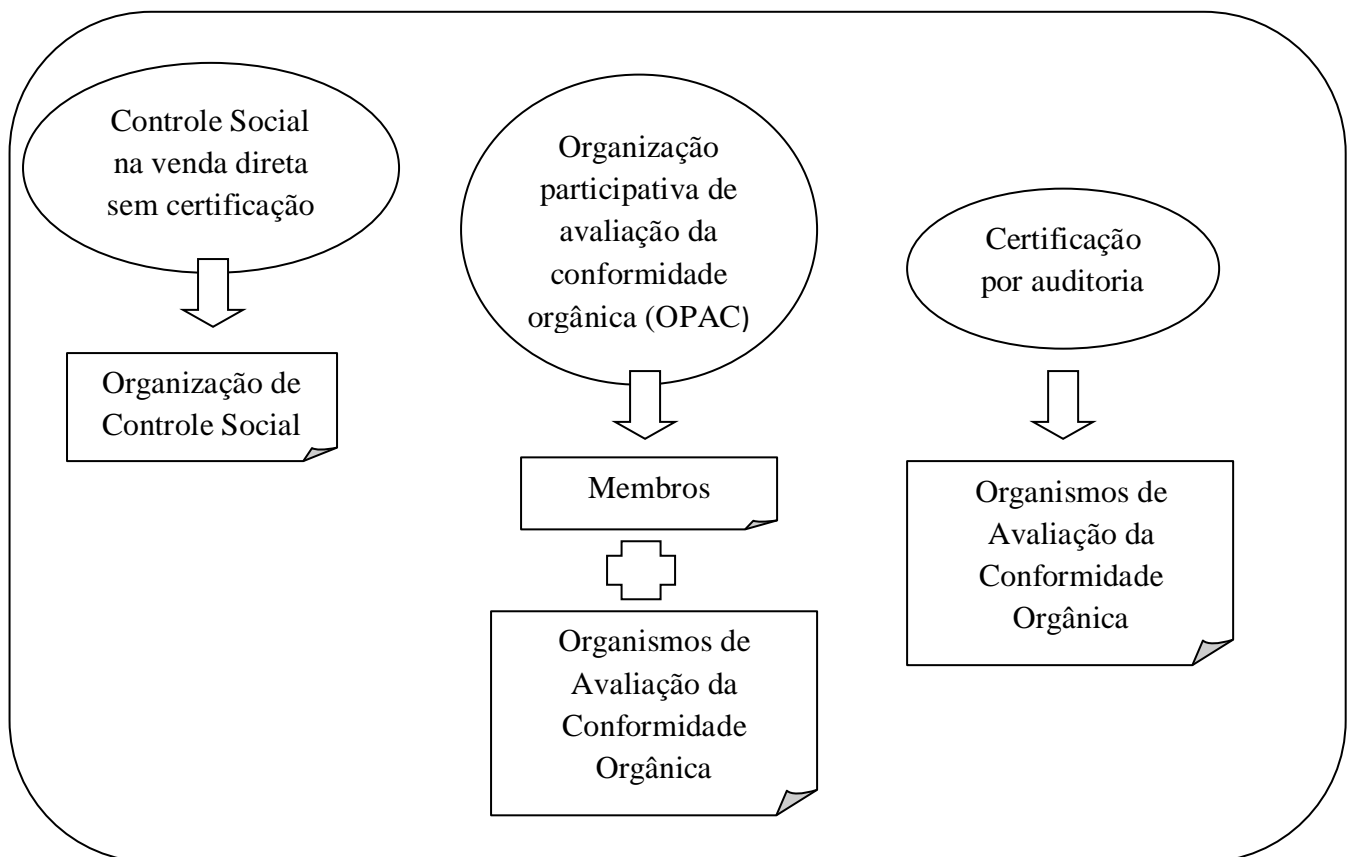 Controle Social
na venda direta
sem certificação
Organização de
Controle Social
Organização
participativa de
avaliação da
conformidade
orgânica (OPAC)
Membros
Organismos de
Avaliação da
Conformidade
Orgânica
Certificação
por auditoria
Organismos de
Avaliação da
Conformidade
Orgânica